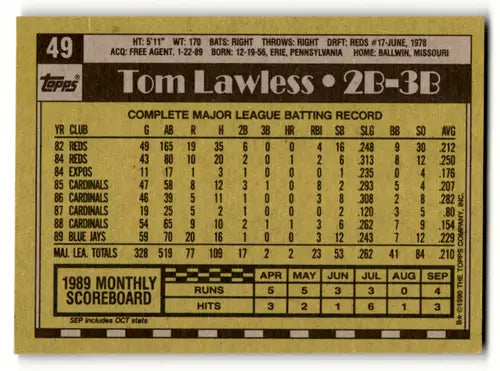 49
HT: 5'11" WT: 170 BATS: RIGHT THROWS: RIGHT DRFT: REDS #17-JUNE, 1978
ACQ: FREE AGENT, 1-22-89 BORN: 12-19-56, ERIE, PENNSYLVANIA HOME: BALLWIN, MISSOURI
Topps
Tom Lawless • 2B-3B
COMPLETE MAJOR LEAGUE BATTING RECORD
YR CLUB G AB R H 2B 3B HR RBI SB SLG BB SO AVG
82 REDS 49 165 19 35 6 0 0 4 16 .248 9 30 .212
84 REDS 43 80 10 20 2 0 1 2 6 .313 8 12 .250
84 EXPOS 11 17 1 3 1 0 0 0 1 .235 0 4 .176
85 CARDINALS 47 58 8 12 3 1 0 8 2 .293 5 4 .207
86 CARDINALS 46 39 5 11 1 0 0 3 8 .308 2 8 .282
87 CARDINALS 19 25 5 2 1 0 0 0 2 .120 3 5 .80
88 CARDINALS 54 65 9 10 2 1 1 3 6 .262 7 9 .154
89 BLUE JAYS 59 70 20 16 1 0 0 3 12 .243 7 12 .229
MAJ. LEA. TOTALS 328 519 77 109 17 2 2 23 53 .262 41 84 .210
1989 MONTHLY
SCOREBOARD
APR MAY JUN JUL AUG SEP
RUNS 5 5 3 3 0 4
HITS 3 2 1 6 1 3
SEP includes OCT stats
B* © 1990 THE TOPPS COMPANY, INC.